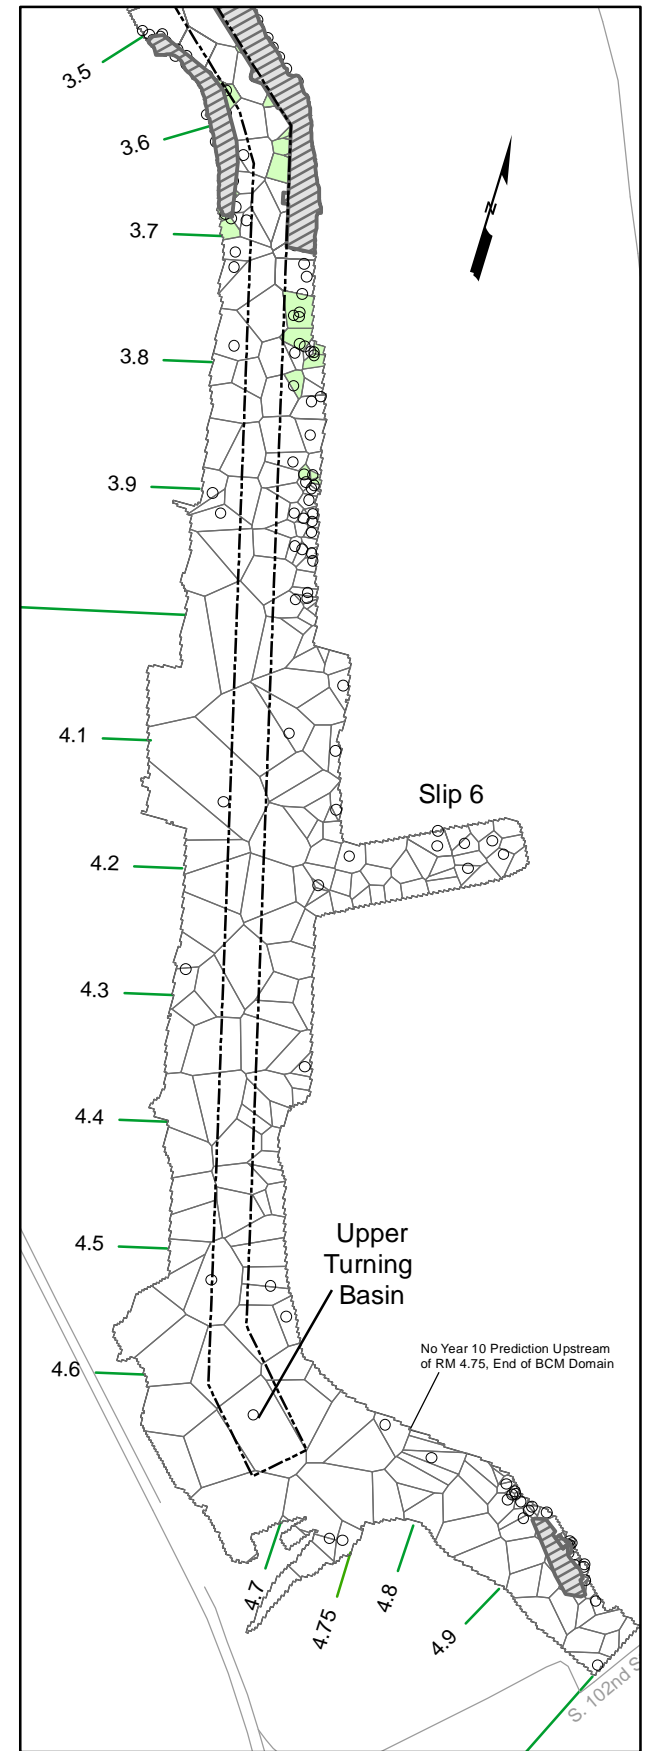 3.5
3.6
N
3.7
3.8
3.9
4.1
Slip 6
4.2
4.3
4.4
4.5
Upper
Turning
Basin
No Year 10 Prediction Upstream
of RM 4.75, End of BCM Domain
4.6
4.7
4.75
4.8
4.9
S. 102nd S